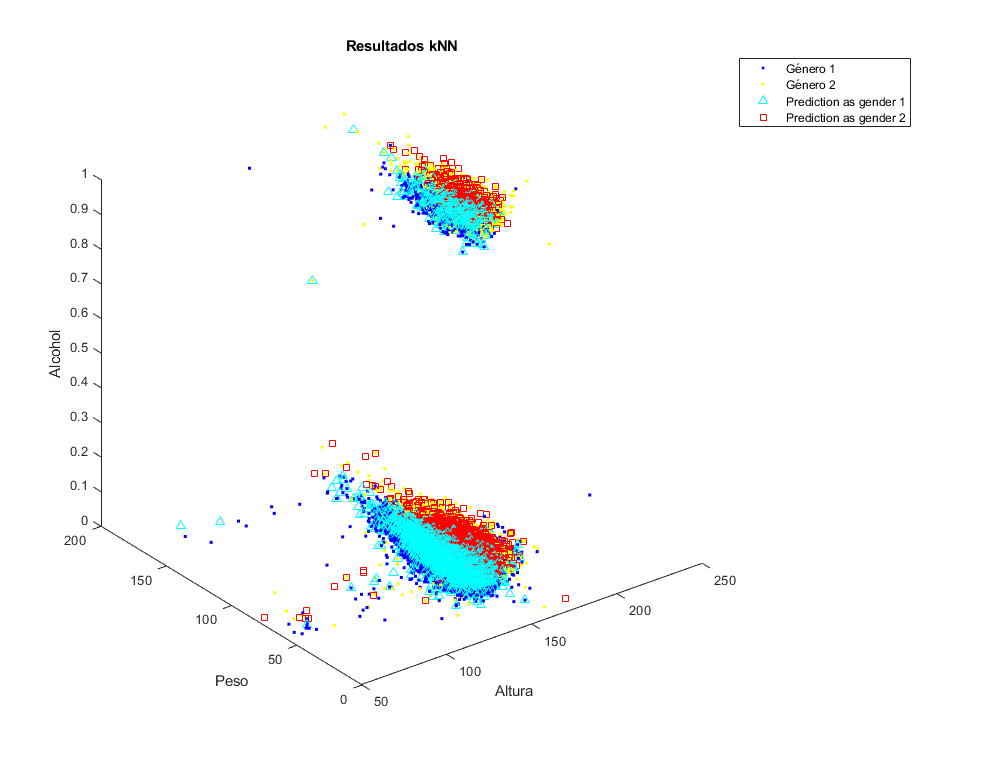 Resultados kNN
Género 1
Género 2
Prediction as gender 1
Prediction as gender 2
1
0.9
0.8
0.7
0.6
0.5
0.4
0.3
0.2
0.1
0
Alcohol
200
150
100
50
0
Peso
50
100
150
200
250
Altura